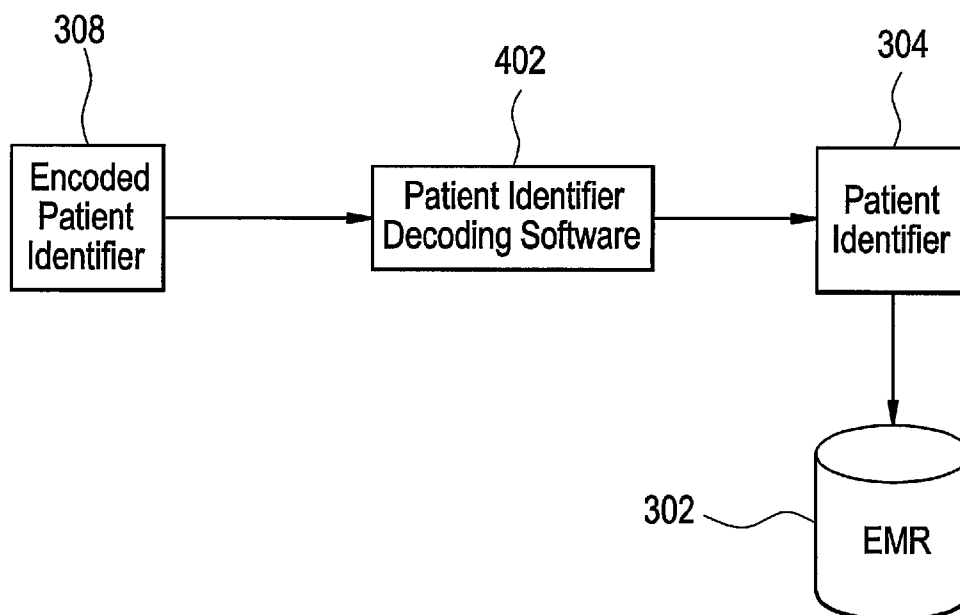 308
402
304
Encoded
Patient
Identifier
Patient Identifier
Decoding Software
Patient
Identifier
302
EMR